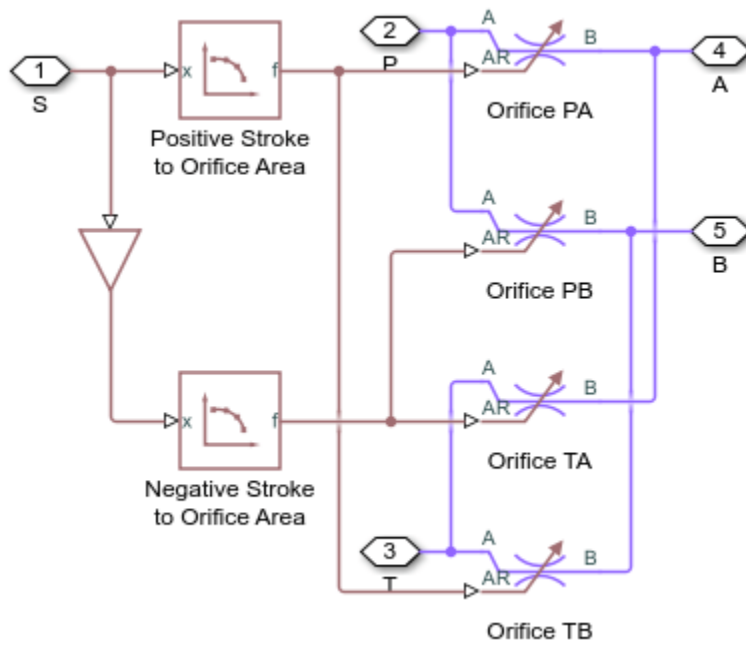 1
S
x
f
Positive Stroke
to Orifice Area
2
P
A
AR
B
Orifice PA
4
A
A
AR
B
Orifice PB
5
B
x
f
Negative Stroke
to Orifice Area
A
AR
B
Orifice TA
3
T
A
AR
B
Orifice TB